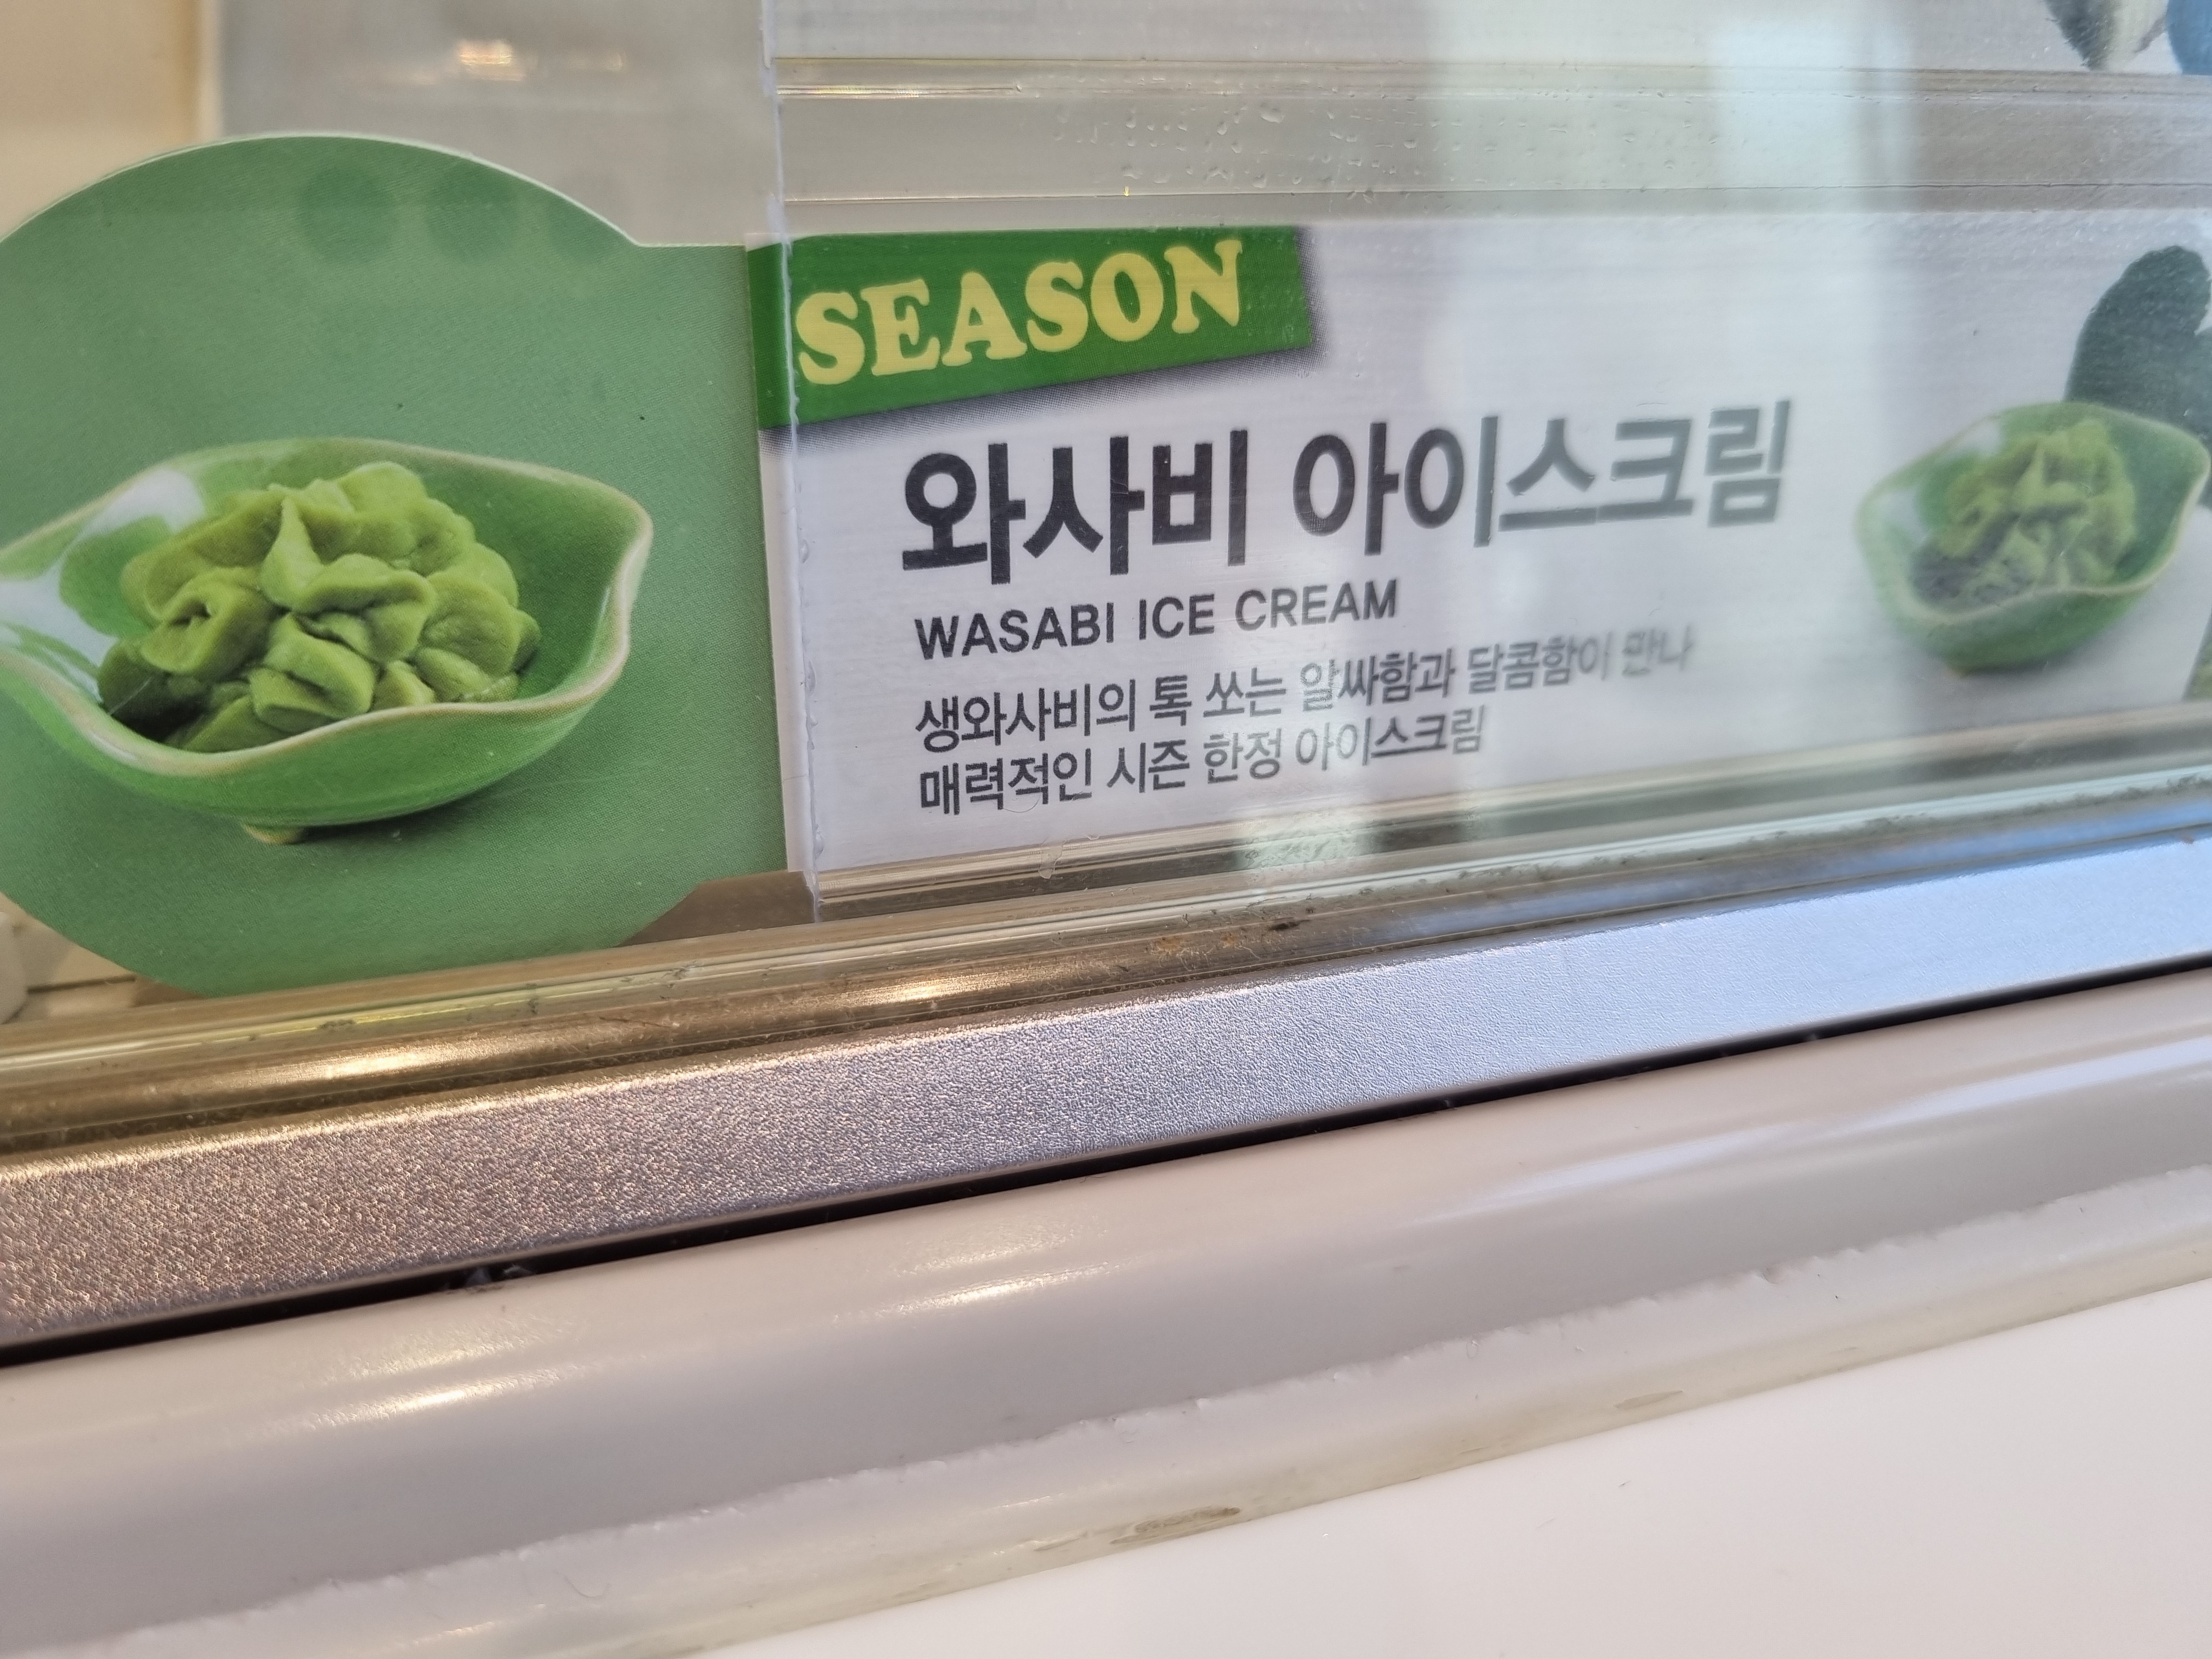 SEASON
와사비 아이스크림
WASABI ICE CREAM
생와사비의 톡 쏘는 알싸함과 달콤함이 만나
매력적인 시즌 한정 아이스크림